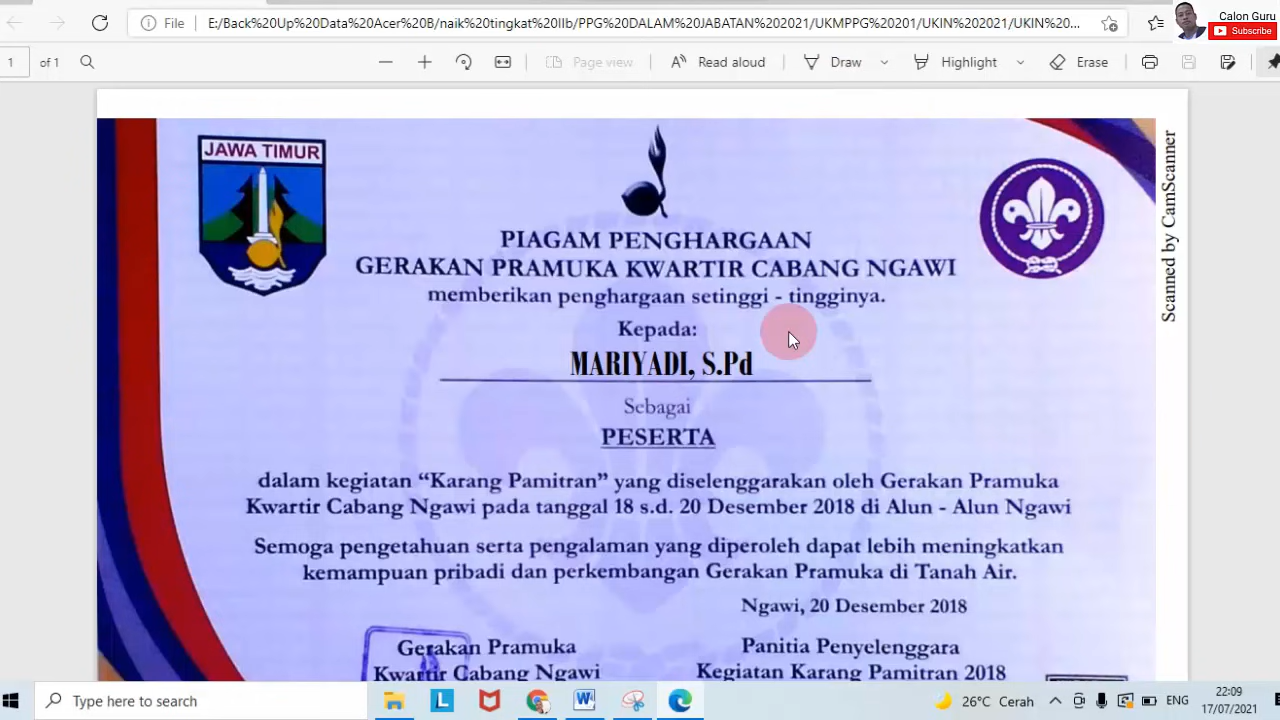 File
E:/Back%20Up%20Data%20Acer%20B/naik%20tingkat%20IIb/PPG%20DALAM%20JABATAN%202021/UKMPPG%20201/UKIN%202021/UKIN%20...
Calon Guru
Subscribe
1 of 1
Page view
Read aloud
Draw
Highlight
Erase
JAWA TIMUR
PIAGAM PENGHARGAAN
GERAKAN PRAMUKA KWARTIR CABANG NGAWI
memberikan penghargaan setinggi - tingginya.
Kepada:
MARIYADI, S.Pd
Sebagai
PESERTA
dalam kegiatan “Karang Pamitran” yang diselenggarakan oleh Gerakan Pramuka
Kwartir Cabang Ngawi pada tanggal 18 s.d. 20 Desember 2018 di Alun - Alun Ngawi
Semoga pengetahuan serta pengalaman yang diperoleh dapat lebih meningkatkan
kemampuan pribadi dan perkembangan Gerakan Pramuka di Tanah Air.
Ngawi, 20 Desember 2018
Gerakan Pramuka
Kwartir Cabang Ngawi
Panitia Penyelenggara
Kegiatan Karang Pamitran 2018
Scanned by CamScanner
Type here to search
26°C Cerah
ENG
22:09
17/07/2021